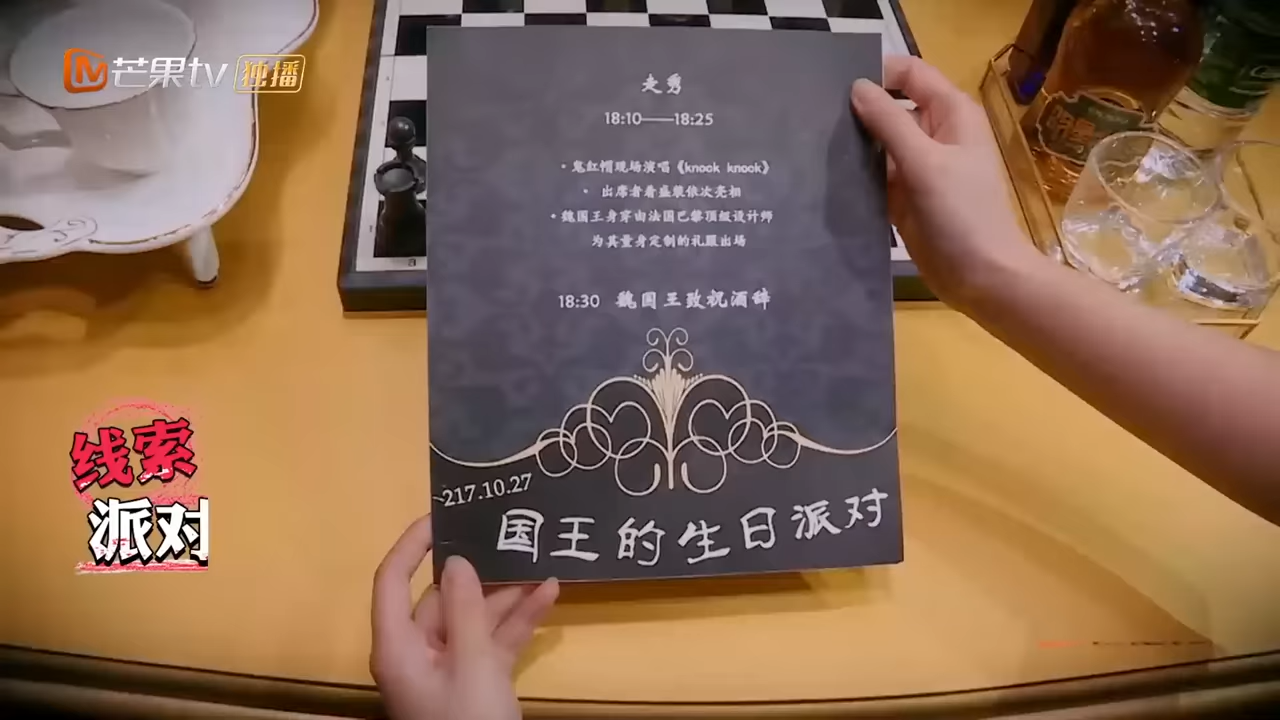 芒果tv 独播
走秀
18:10——18:25
• 鬼红帽现场演唱《knock knock》
• 出席者着盛装依次亮相
• 魏国王身穿由法国巴黎顶级设计师
为其量身定制的礼服出场
18:30 魏国王致祝酒辞
217.10.27
国王的生日派对
线索
派对